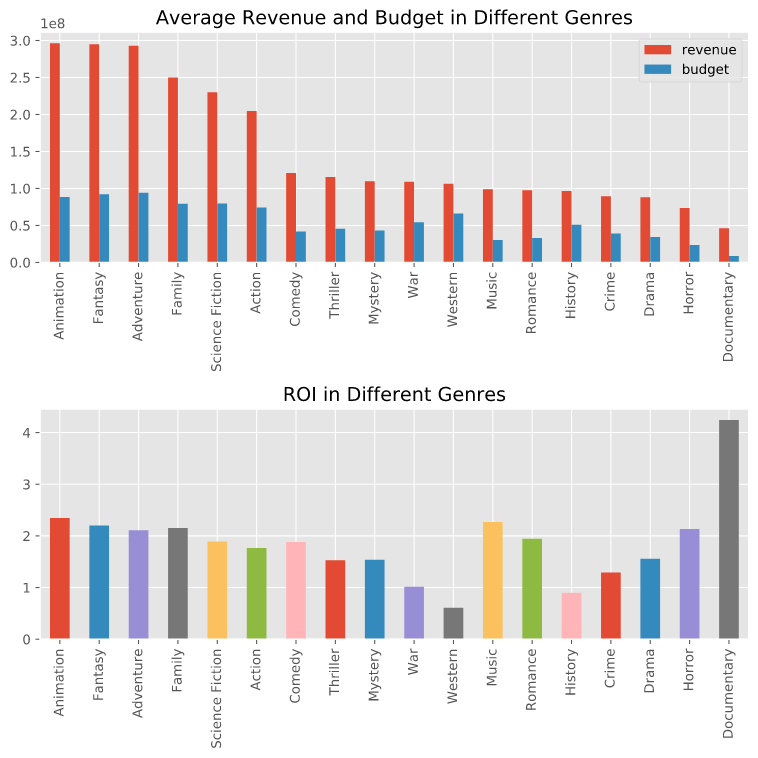 Average Revenue and Budget in Different Genres
1e8
3.0
2.5
2.0
1.5
1.0
0.5
0.0
revenue
budget
Animation
Fantasy
Adventure
Family
Science Fiction
Action
Comedy
Thriller
Mystery
War
Western
Music
Romance
History
Crime
Drama
Horror
Documentary
ROI in Different Genres
4
3
2
1
0
Animation
Fantasy
Adventure
Family
Science Fiction
Action
Comedy
Thriller
Mystery
War
Western
Music
Romance
History
Crime
Drama
Horror
Documentary